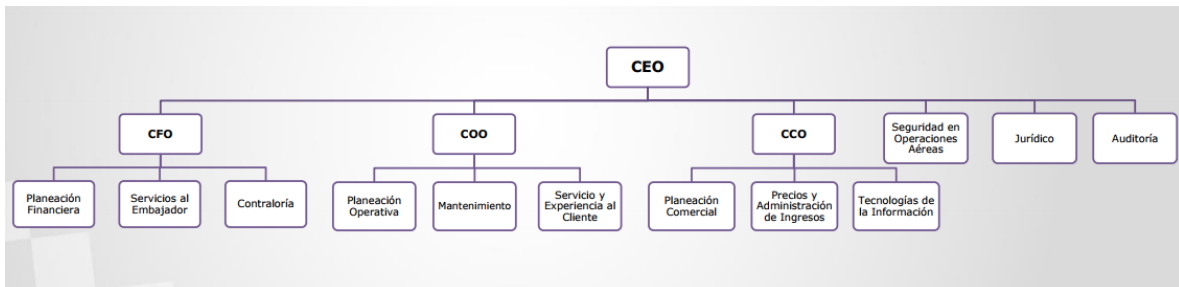 CEO
CFO
COO
CCO
Seguridad en
Operaciones
Aéreas
Jurídico
Auditoría
Planeación
Financiera
Servicios al
Embajador
Contraloría
Planeación
Operativa
Mantenimiento
Servicio y
Experiencia al
Cliente
Planeación
Comercial
Precios y
Administración
de Ingresos
Tecnologías de
la Información